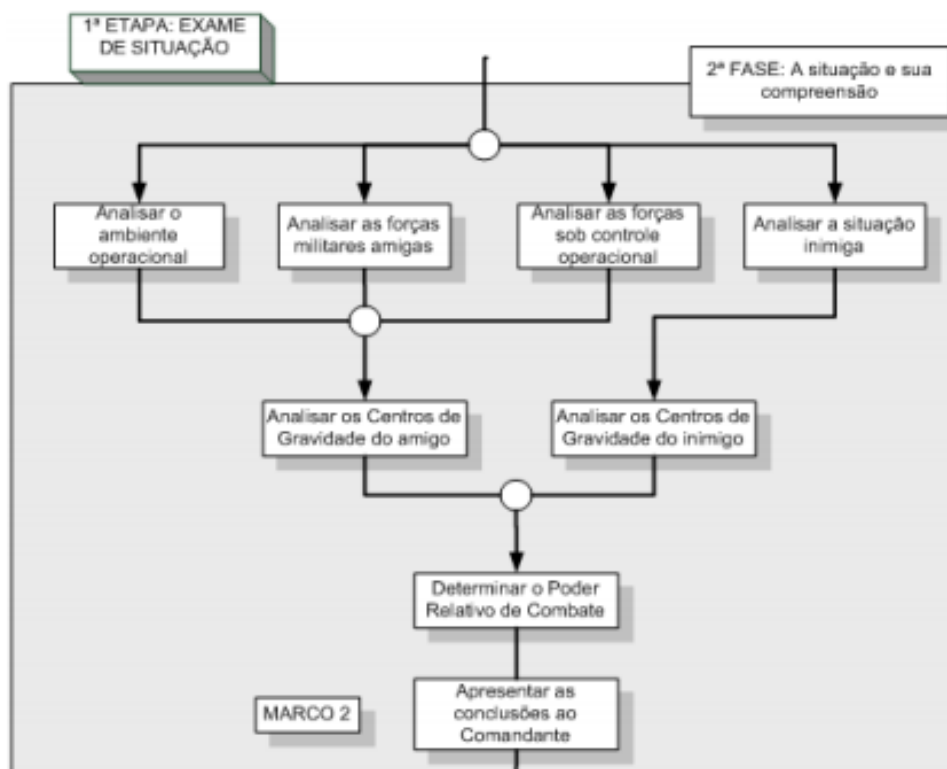 1ª ETAPA: EXAME
DE SITUAÇÃO
2ª FASE: A situação e sua
compreensão
Analisar o
ambiente
operacional
Analisar as forças
militares amigas
Analisar as forças
sob controle
operacional
Analisar a situação
inimiga
Analisar os Centros de
Gravidade do amigo
Analisar os Centros de
Gravidade do inimigo
Determinar o Poder
Relativo de Combate
MARCO 2
Apresentar as
conclusões ao
Comandante